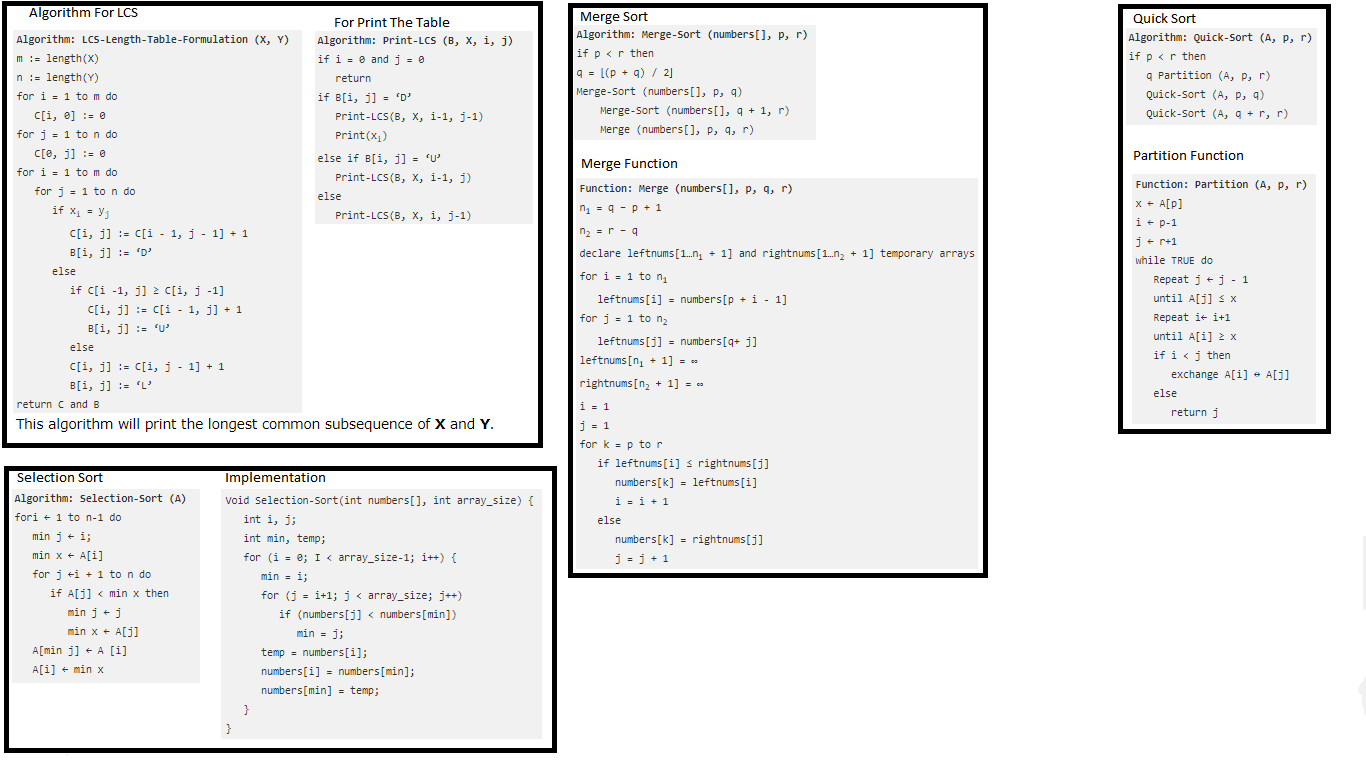 Algorithm For LCS
Algorithm: LCS-Length-Table-Formulation (X, Y)
m := length(X)
n := length(Y)
for i = 1 to m do
C[i, 0] := 0
for j = 1 to n do
C[0, j] := 0
for i = 1 to m do
for j = 1 to n do
if xi = yj
C[i, j] := C[i - 1, j - 1] + 1
B[i, j] := ‘D’
else
if C[i -1, j] ≥ C[i, j -1]
C[i, j] := C[i - 1, j] + 1
B[i, j] := ‘U’
else
C[i, j] := C[i, j - 1] + 1
B[i, j] := ‘L’
return C and B
For Print The Table
Algorithm: Print-LCS (B, X, i, j)
if i = 0 and j = 0
return
if B[i, j] = ‘D’
Print-LCS(B, X, i-1, j-1)
Print(xi)
else if B[i, j] = ‘U’
Print-LCS(B, X, i-1, j)
else
Print-LCS(B, X, i, j-1)
This algorithm will print the longest common subsequence of X and Y.
Selection Sort
Algorithm: Selection-Sort (A)
fori ← 1 to n-1 do
min j ← i;
min x ← A[i]
for j ←i + 1 to n do
if A[j] < min x then
min j ← j
min x ← A[j]
A[min j] ← A [i]
A[i] ← min x
Implementation
Void Selection-Sort(int numbers[], int array_size) {
int i, j;
int min, temp;
for (i = 0; I < array_size-1; i++) {
min = i;
for (j = i+1; j < array_size; j++)
if (numbers[j] < numbers[min])
min = j;
temp = numbers[i];
numbers[i] = numbers[min];
numbers[min] = temp;
}
}
Merge Sort
Algorithm: Merge-Sort (numbers[], p, r)
if p < r then
q = ⌊(p + q) / 2⌋
Merge-Sort (numbers[], p, q)
Merge-Sort (numbers[], q + 1, r)
Merge (numbers[], p, q, r)
Merge Function
Function: Merge (numbers[], p, q, r)
n1 = q - p + 1
n2 = r - q
declare leftnums[1…n1 + 1] and rightnums[1…n2 + 1] temporary arrays
for i = 1 to n1
leftnums[i] = numbers[p + i - 1]
for j = 1 to n2
leftnums[j] = numbers[q+ j]
leftnums[n1 + 1] = ∞
rightnums[n2 + 1] = ∞
i = 1
j = 1
for k = p to r
if leftnums[i] ≤ rightnums[j]
numbers[k] = leftnums[i]
i = i + 1
else
numbers[k] = rightnums[j]
j = j + 1
Quick Sort
Algorithm: Quick-Sort (A, p, r)
if p < r then
q Partition (A, p, r)
Quick-Sort (A, p, q)
Quick-Sort (A, q + r, r)
Partition Function
Function: Partition (A, p, r)
x ← A[p]
i ← p-1
j ← r+1
while TRUE do
Repeat j ← j - 1
until A[j] ≤ x
Repeat i← i+1
until A[i] ≥ x
if i < j then
exchange A[i] ↔ A[j]
else
return j